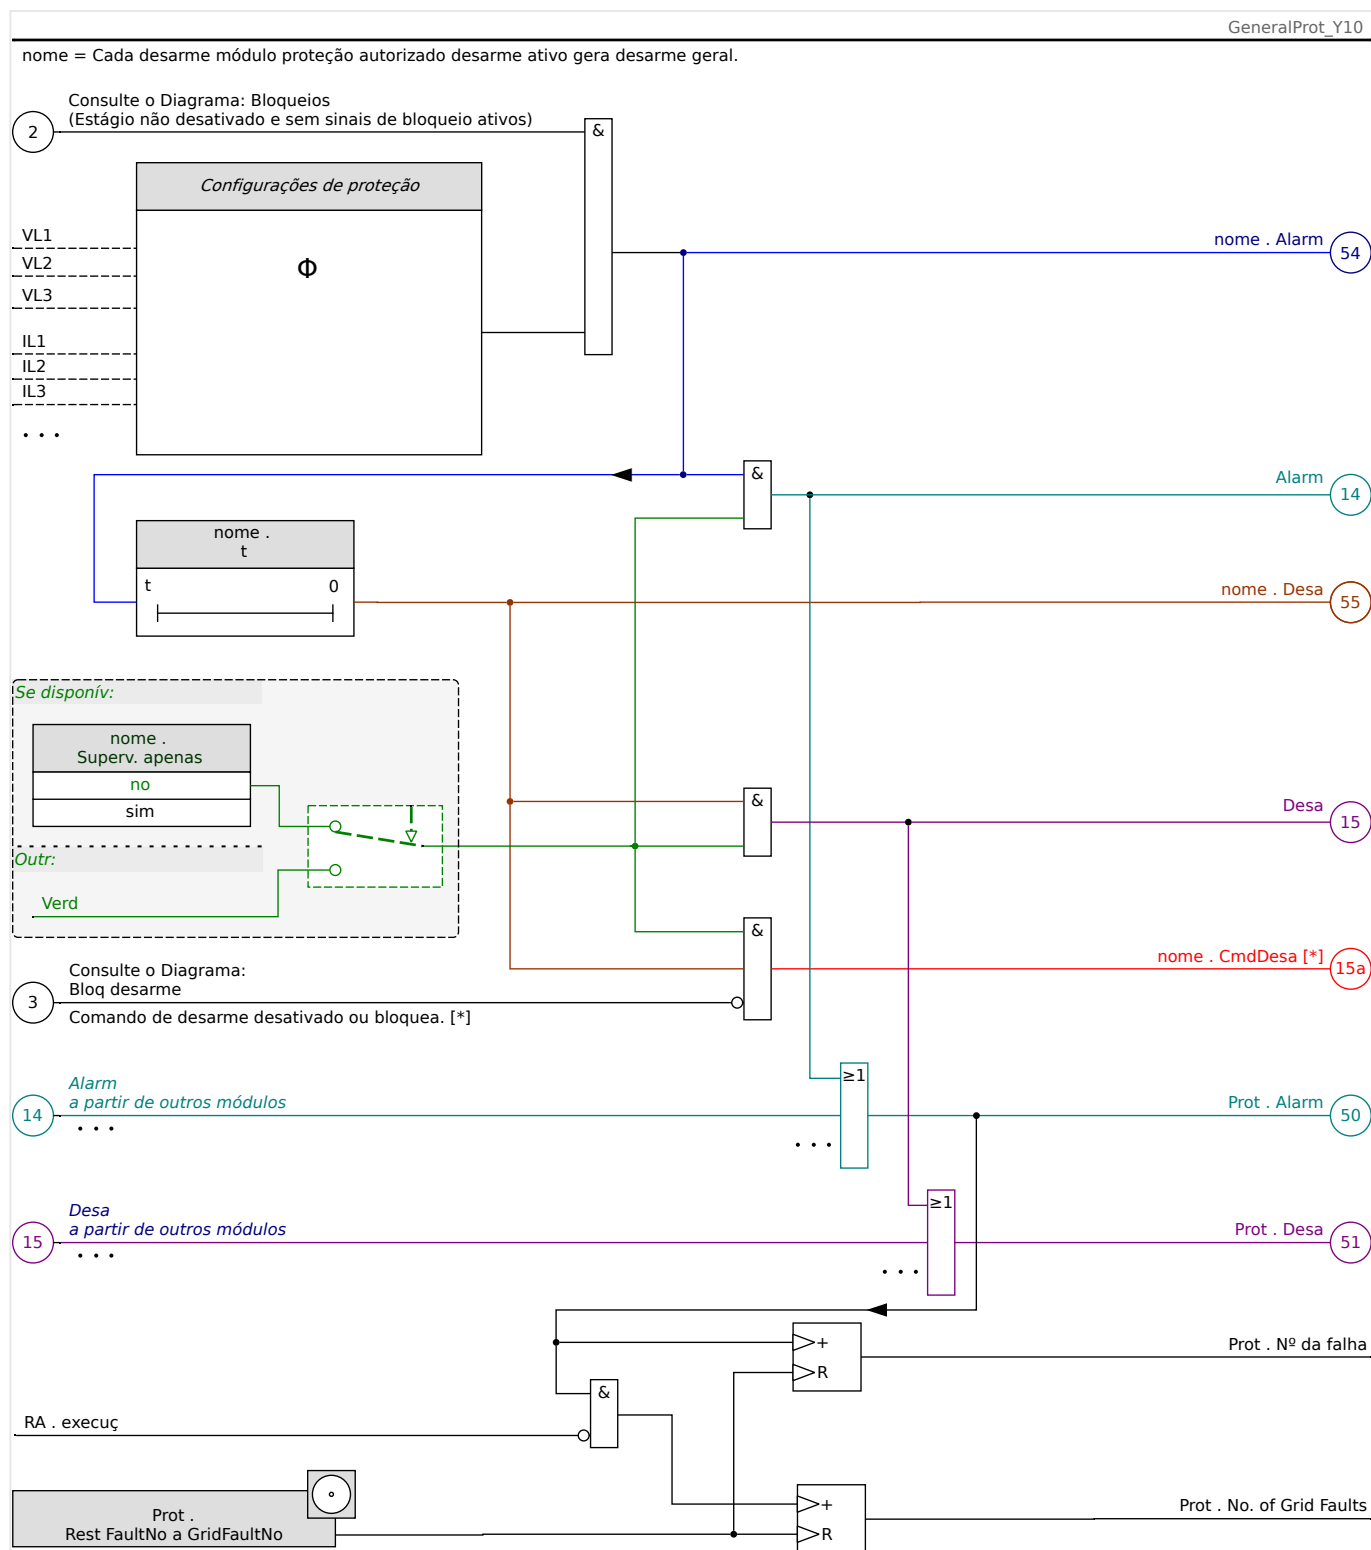 GeneralProt_Y10
nome = Cada desarme módulo proteção autorizado desarme ativo gera desarme geral.
Consulte o Diagrama: Bloqueios
(Estágio não desativado e sem sinais de bloqueio ativos)
2
&
Configurações de proteção
VL1
VL2
VL3
IL1
IL2
IL3
. . .
Φ
nome . Alarm
54
&
Alarm
14
nome .
t
t
0
nome . Desa
55
Se disponív:
nome .
Superv. apenas
no
sim
Outr:
Verd
&
Desa
15
&
nome . CmdDesa [*]
15a
Consulte o Diagrama:
Bloq desarme
3
Comando de desarme desativado ou bloquea. [*]
Alarm
a partir de outros módulos
14
. . .
≥1
. . .
Prot . Alarm
50
Desa
a partir de outros módulos
15
. . .
≥1
. . .
Prot . Desa
51
+
R
Prot . Nº da falha
&
RA . execuç
Prot .
Rest FaultNo a GridFaultNo
+
R
Prot . No. of Grid Faults